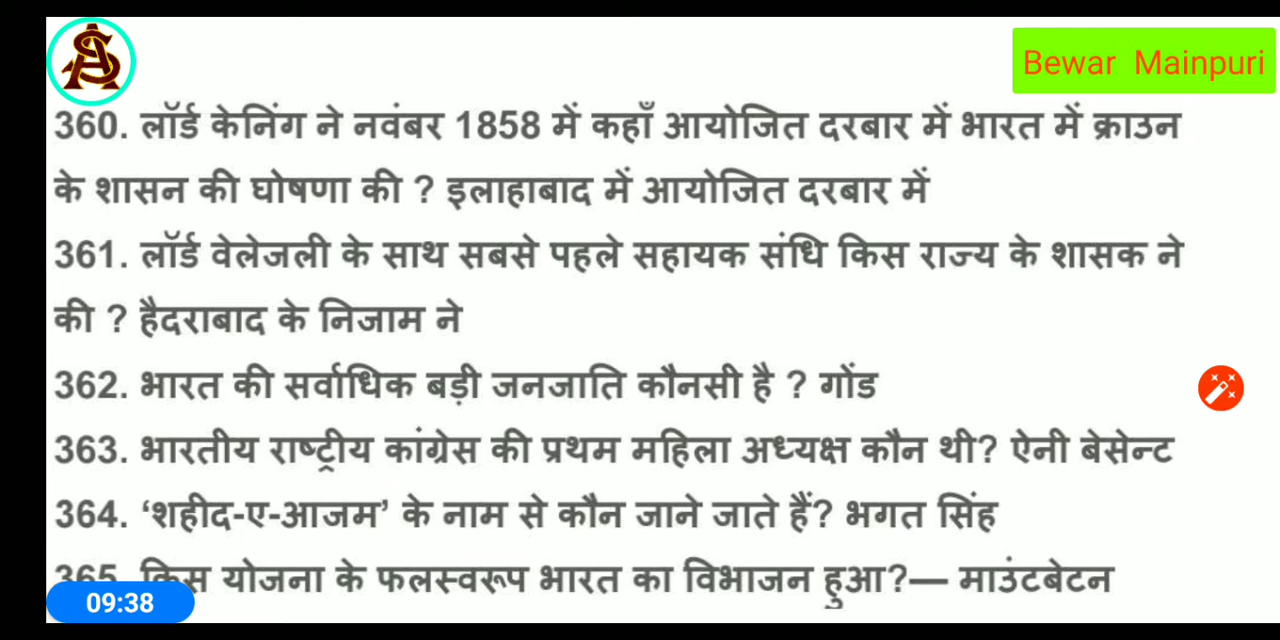 Bewar Mainpuri
360. लॉर्ड केनिंग ने नवंबर 1858 में कहाँ आयोजित दरबार में भारत में क्राउन
के शासन की घोषणा की ? इलाहाबाद में आयोजित दरबार में
361. लॉर्ड वेलेजली के साथ सबसे पहले सहायक संधि किस राज्य के शासक ने
की ? हैदराबाद के निजाम ने
362. भारत की सर्वाधिक बड़ी जनजाति कौनसी है ? गोंड
363. भारतीय राष्ट्रीय कांग्रेस की प्रथम महिला अध्यक्ष कौन थी? ऐनी बेसेन्ट
364. ‘शहीद-ए-आजम’ के नाम से कौन जाने जाते हैं? भगत सिंह
365. किस योजना के फलस्वरूप भारत का विभाजन हुआ?— माउंटबेटन
09:38